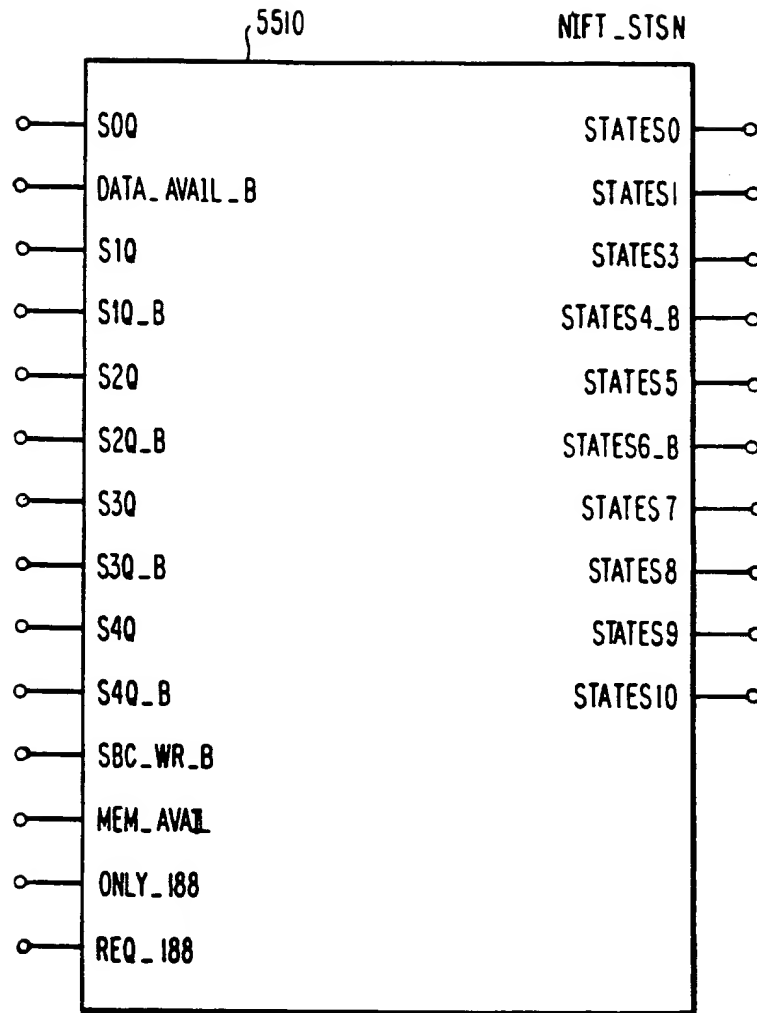 5510
NIFT_STSN
S0Q
DATA_AVAIL_B
S1Q
S1Q_B
S2Q
S2Q_B
S3Q
S3Q_B
S4Q
S4Q_B
SBC_WR_B
MEM_AVAIL
ONLY_188
REQ_188
STATES0
STATES1
STATES3
STATES4_B
STATES5
STATES6_B
STATES7
STATES8
STATES9
STATES10